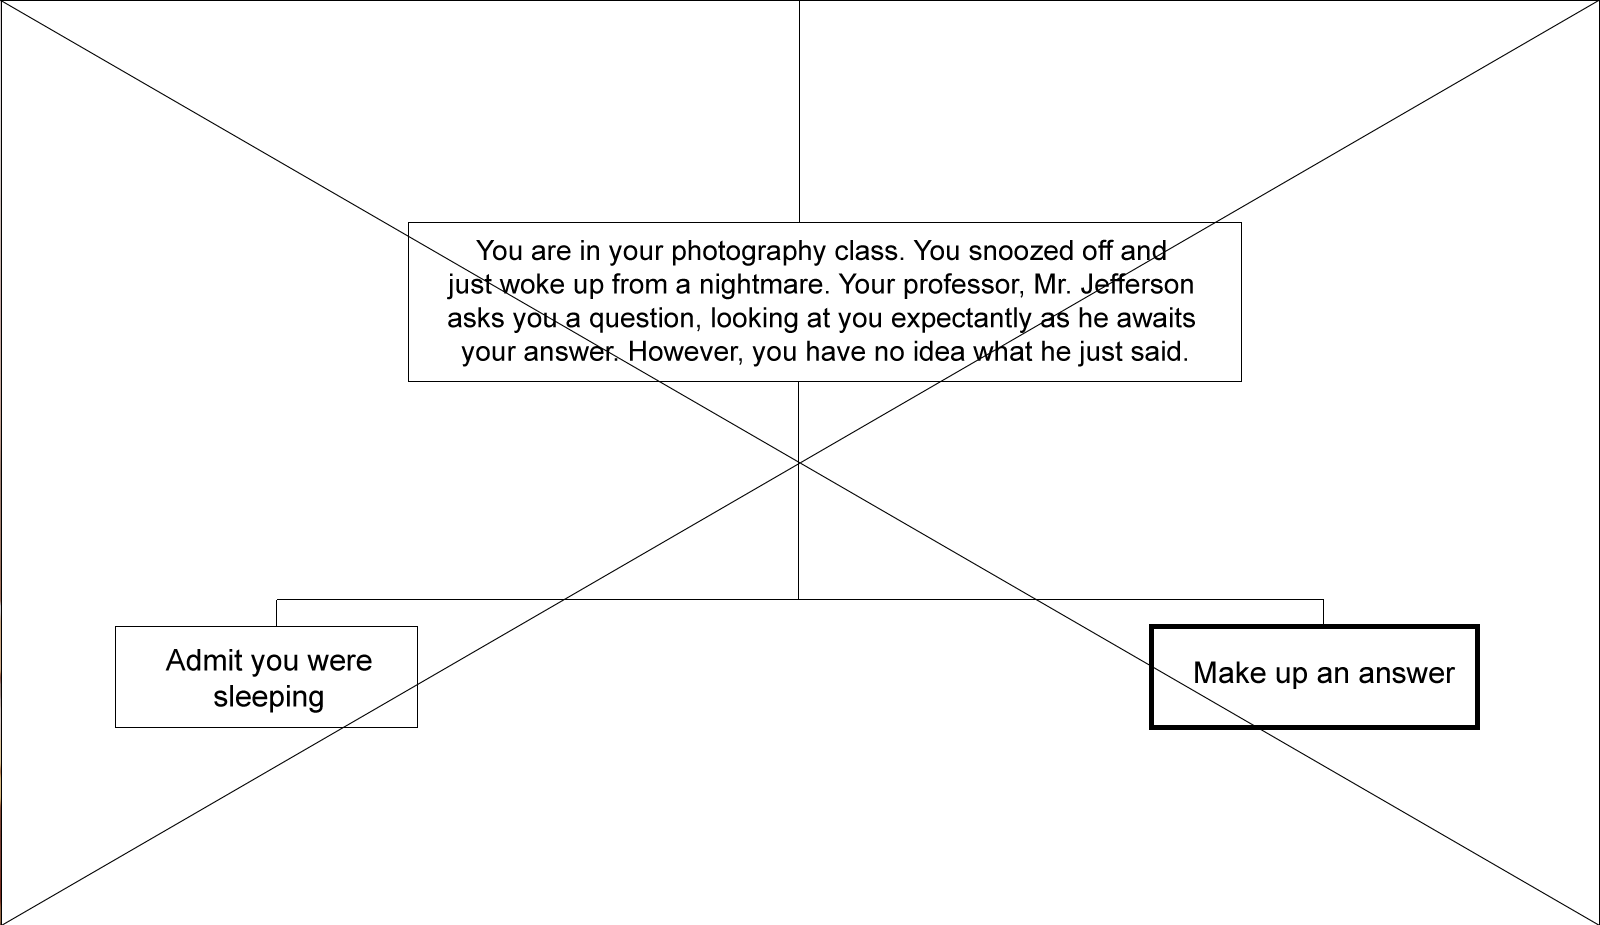 You are in your photography class. You snoozed off and
just woke up from a nightmare. Your professor, Mr. Jefferson
asks you a question, looking at you expectantly as he awaits
your answer. However, you have no idea what he just said.
Admit you were
sleeping
Make up an answer